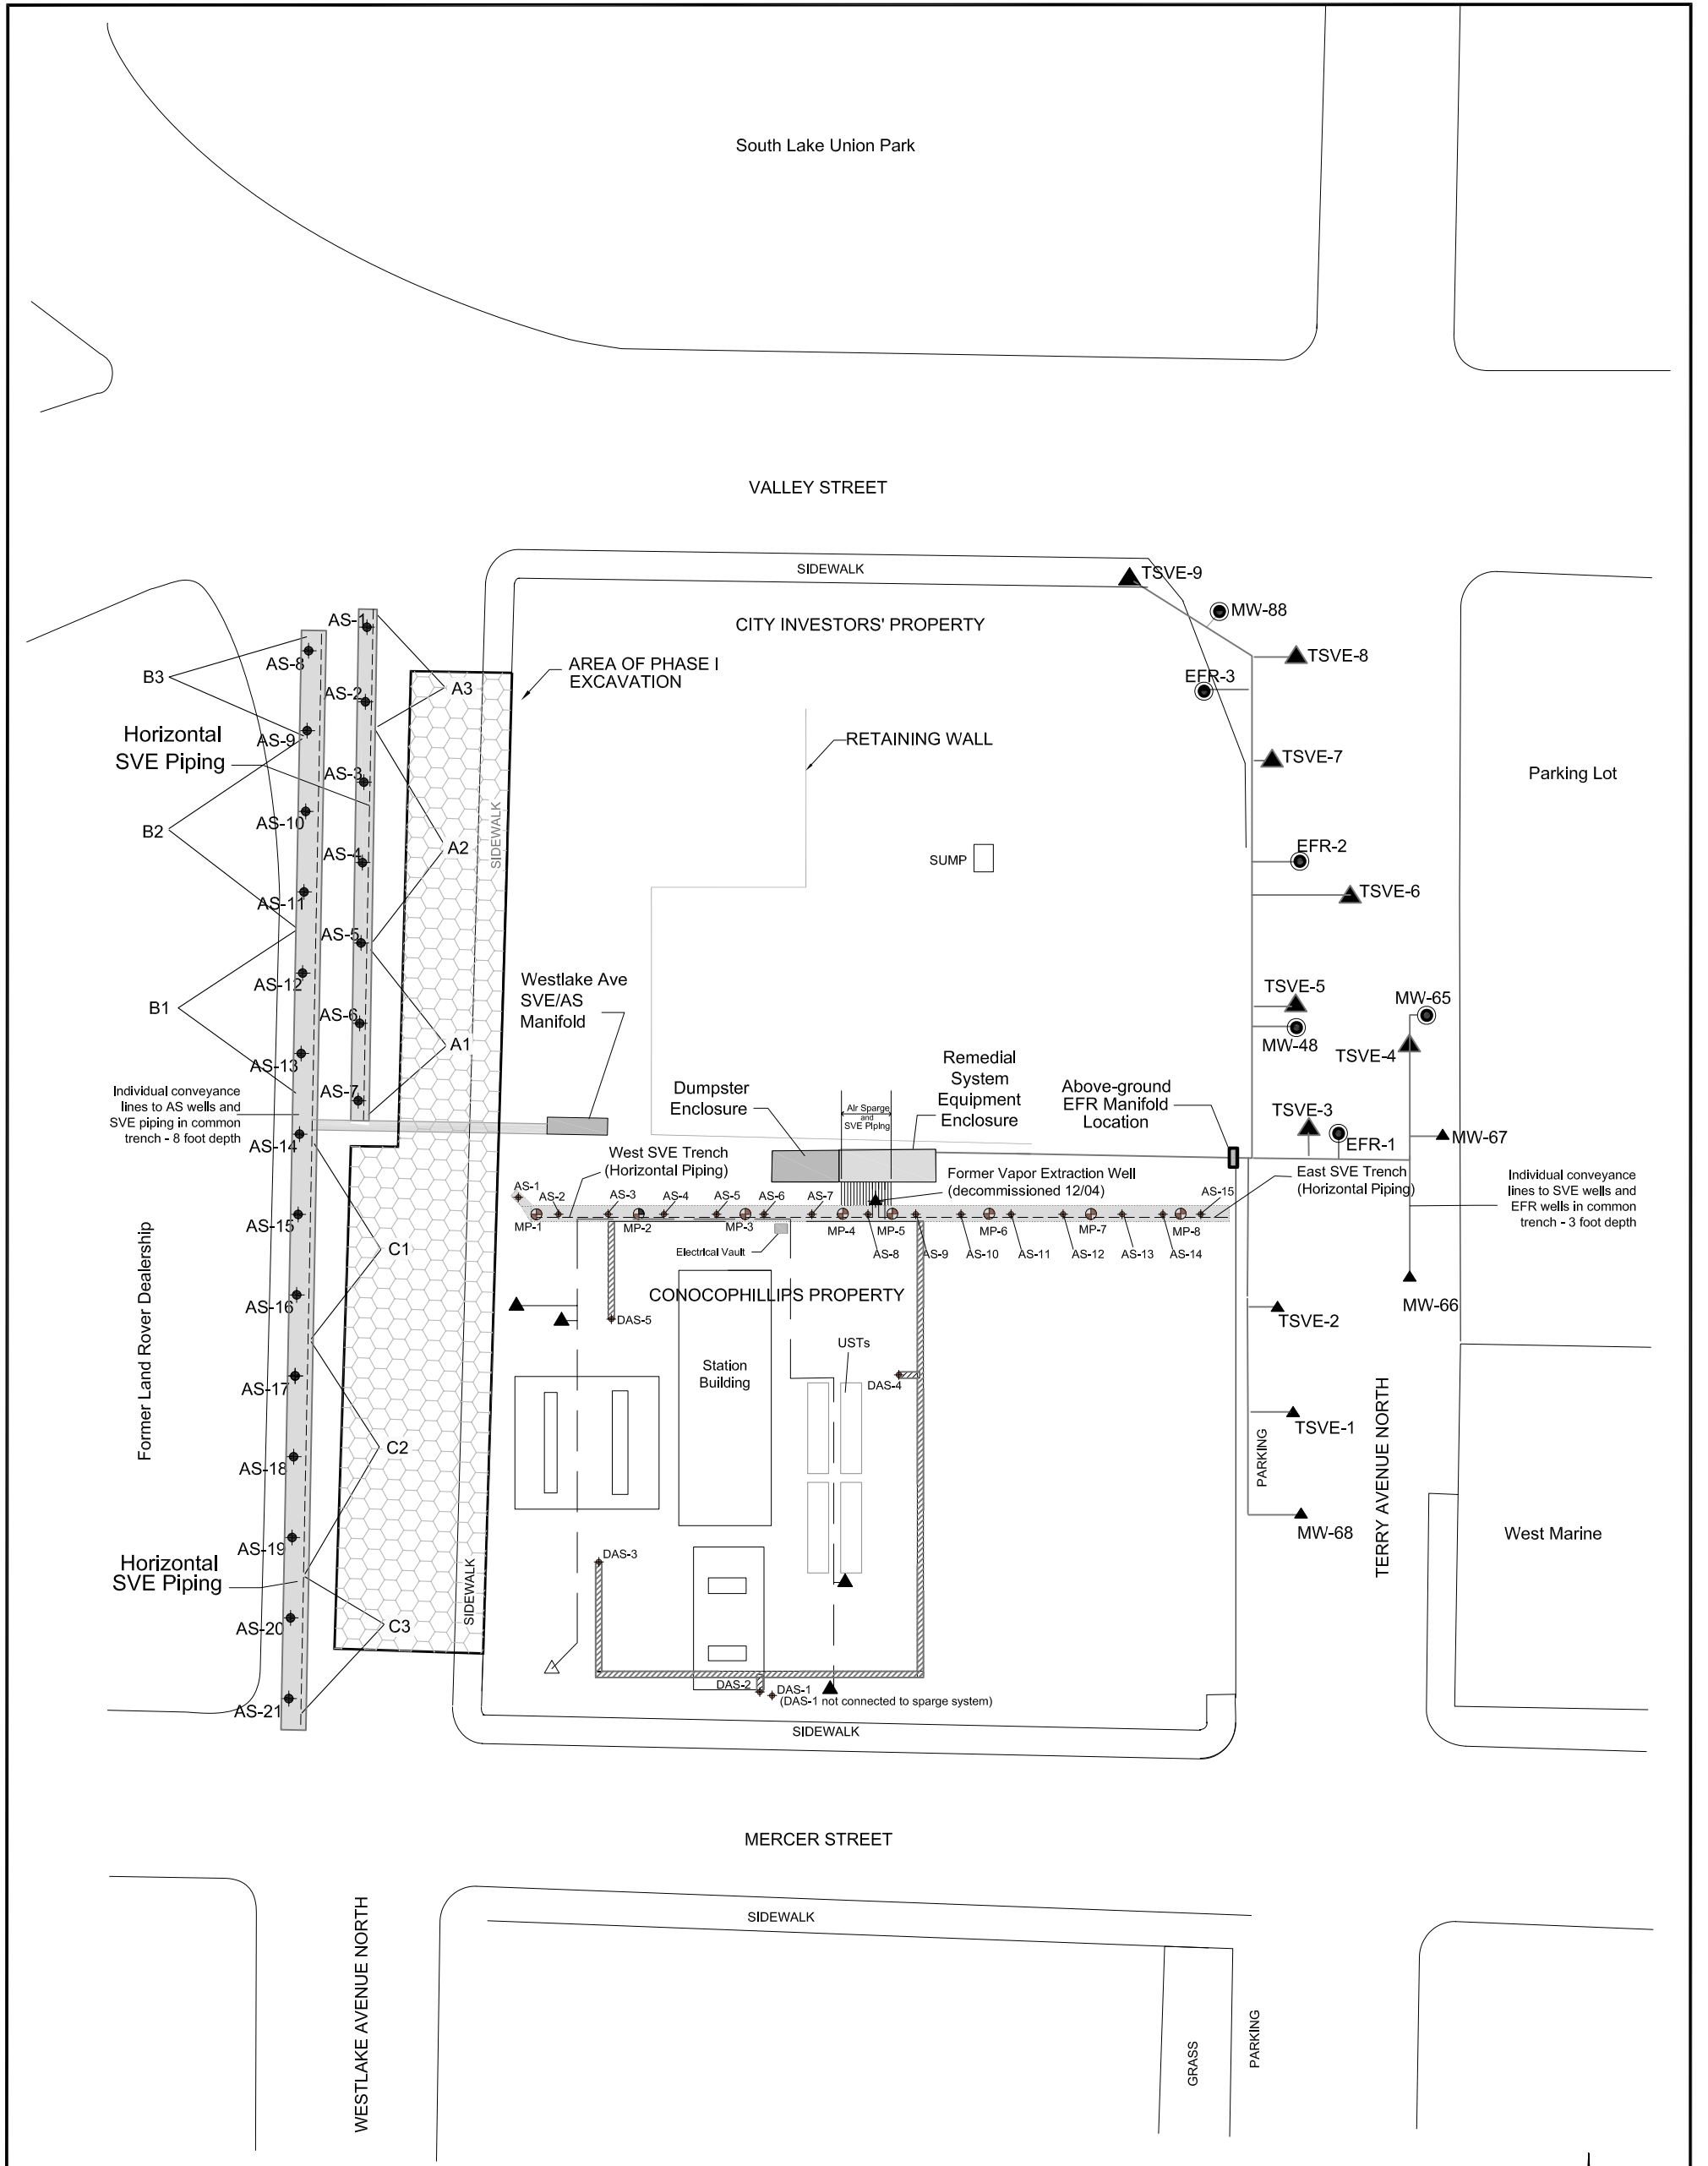 South Lake Union Park
VALLEY STREET
SIDEWALK
TSVE-9
MW-88
CITY INVESTORS' PROPERTY
AS-1
AS-8
B3
AREA OF PHASE I
EXCAVATION
TSVE-8
EFR-3
A3
AS-2
Horizontal
SVE Piping
AS-9
RETAINING WALL
TSVE-7
Parking Lot
AS-3
AS-10
B2
SIDEWALK
A2
AS-4
SUMP
EFR-2
TSVE-6
AS-11
AS-5
AS-12
B1
Westlake Ave
SVE/AS
Manifold
TSVE-5
MW-65
AS-6
A1
MW-48
TSVE-4
AS-13
Remedial
System
Equipment
Enclosure
Dumpster
Enclosure
Above-ground
EFR Manifold
Location
AS-7
Individual conveyance
lines to AS wells and
SVE piping in common
trench - 8 foot depth
Air Sparge
and
SVE Piping
TSVE-3
EFR-1
MW-67
AS-14
West SVE Trench
(Horizontal Piping)
Former Vapor Extraction Well
(decommissioned 12/04)
East SVE Trench
(Horizontal Piping)
Individual conveyance
lines to SVE wells and
EFR wells in common
trench - 3 foot depth
AS-1
AS-2
AS-3
AS-4
AS-5
AS-6
AS-7
AS-15
AS-15
MP-1
MP-2
MP-3
MP-4
MP-5
MP-6
MP-7
MP-8
Electrical Vault
AS-8
AS-9
AS-10
AS-11
AS-12
AS-13
AS-14
C1
CONOCOPHILLIPS PROPERTY
AS-16
MW-66
DAS-5
TSVE-2
Former Land Rover Dealership
USTs
Station
Building
DAS-4
AS-17
TSVE-1
C2
PARKING
TERRY AVENUE NORTH
AS-18
MW-68
West Marine
AS-19
DAS-3
Horizontal
SVE Piping
SIDEWALK
C3
AS-20
DAS-2
DAS-1
(DAS-1 not connected to sparge system)
AS-21
SIDEWALK
MERCER STREET
SIDEWALK
WESTLAKE AVENUE NORTH
GRASS
PARKING